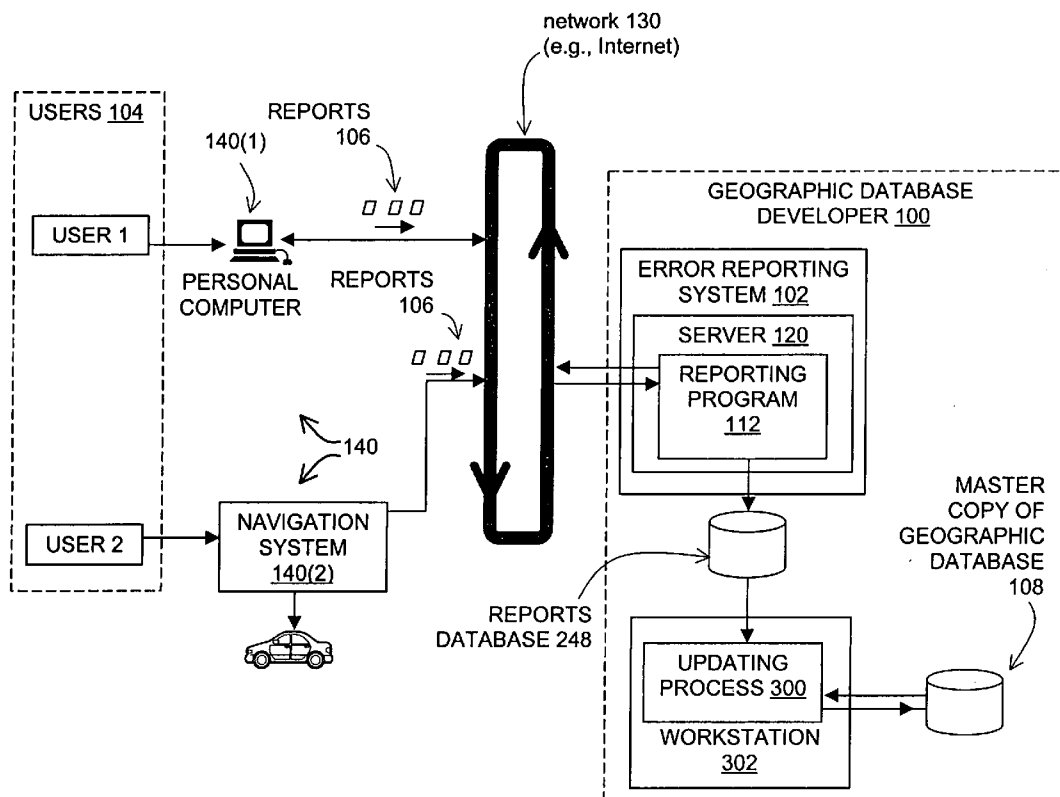 network 130
(e.g., Internet)
USERS 104
REPORTS
106
140(1)
USER 1
PERSONAL
COMPUTER
REPORTS
106
GEOGRAPHIC DATABASE
DEVELOPER 100
ERROR REPORTING
SYSTEM 102
SERVER 120
REPORTING
PROGRAM
112
140
USER 2
NAVIGATION
SYSTEM
140(2)
REPORTS
DATABASE 248
MASTER
COPY OF
GEOGRAPHIC
DATABASE
108
UPDATING
PROCESS 300
WORKSTATION
302